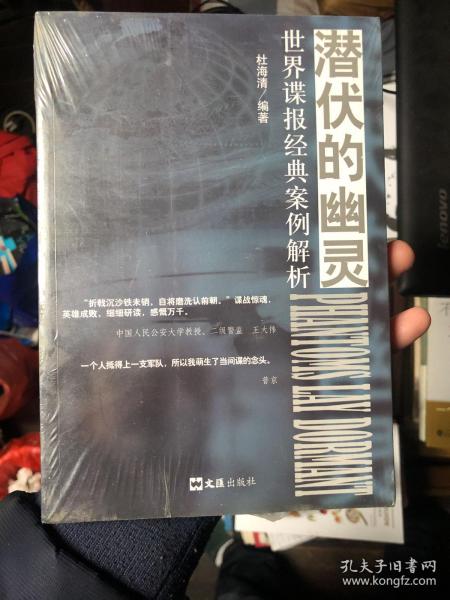 潜伏的幽灵
世界谍报经典案例解析
杜海清/编著
PHANTOMS LAY DORMANT
“折戟沉沙铁未销，自将磨洗认前朝。”谍战惊魂，
英雄成败，细细研读，感慨万千。
中国人民公安大学教授、二级警监 王大伟
一个人抵得上一支军队，所以我萌生了当间谍的念头。
普京
文匯出版社
lenovo
孔夫子旧书网
www.kongfz.com